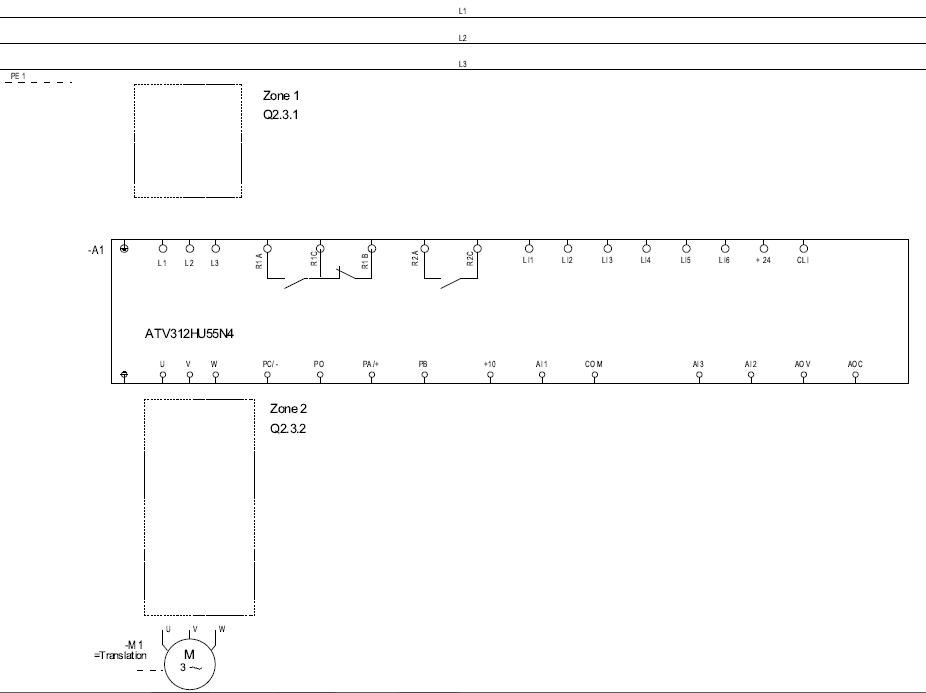 L1
L2
L3
PE 1
Zone 1
Q2.3.1
-A1
L1 L2 L3 R1A R1C R1B R2A R2C LI1 LI2 LI3 LI4 LI5 LI6 + 24 CLI
ATV312HU55N4
U V W PC/- PO PA/+ PB +10 AI1 COM AI3 AI2 AOV AOC
Zone 2
Q2.3.2
U V W
-M1
=Translation
M
3 ~